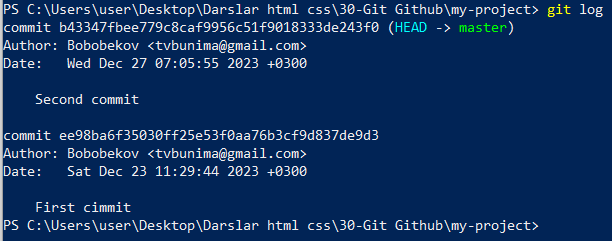 PS C:\Users\user\Desktop\Darslar html css\30-Git Github\my-project> git log
commit b43347fbee779c8caf9956c51f9018333de243f0 (HEAD -> master)
Author: Bobobekov <tvbunima@gmail.com>
Date:   Wed Dec 27 07:05:55 2023 +0300
    Second commit
commit ee98ba6f35030ff25e53f0aa76b3cf9d837de9d3
Author: Bobobekov <tvbunima@gmail.com>
Date:   Sat Dec 23 11:29:44 2023 +0300
    First cimmit
PS C:\Users\user\Desktop\Darslar html css\30-Git Github\my-project>